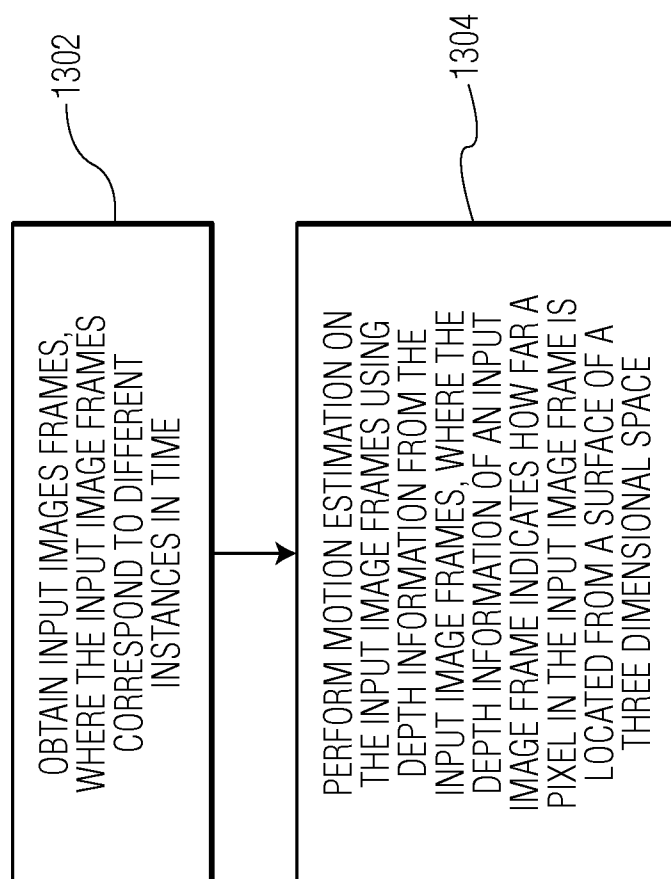 1302
OBTAIN INPUT IMAGES FRAMES,
WHERE THE INPUT IMAGE FRAMES
CORRESPOND TO DIFFERENT
INSTANCES IN TIME
1304
PERFORM MOTION ESTIMATION ON
THE INPUT IMAGE FRAMES USING
DEPTH INFORMATION FROM THE
INPUT IMAGE FRAMES, WHERE THE
DEPTH INFORMATION OF AN INPUT
IMAGE FRAME INDICATES HOW FAR A
PIXEL IN THE INPUT IMAGE FRAME IS
LOCATED FROM A SURFACE OF A
THREE DIMENSIONAL SPACE